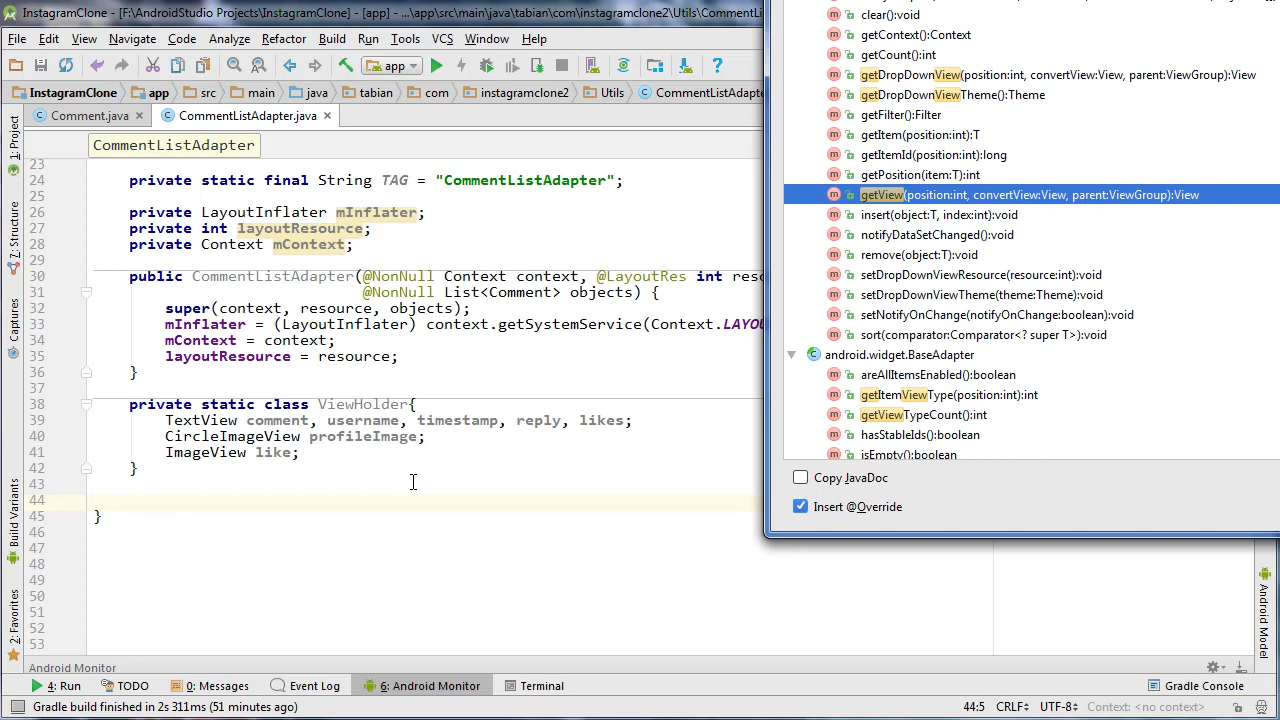 InstagramClone - [F:\AndroidStudio Projects\InstagramClone] - [app] - ...\app\src\main\java\tabian\com\instagramclone2\Utils\CommentL
File Edit View Navigate Code Analyze Refactor Build Run Tools VCS Window Help
app
InstagramClone app src main java tabian com instagramclone2 Utils CommentListAdapte
Comment.java CommentListAdapter.java
CommentListAdapter
23
24 private static final String TAG = "CommentListAdapter";
25
26 private LayoutInflater mInflater;
27 private int layoutResource;
28 private Context mContext;
29
30 public CommentListAdapter(@NonNull Context context, @LayoutRes int reso
31 @NonNull List<Comment> objects) {
32 super(context, resource, objects);
33 mInflater = (LayoutInflater) context.getSystemService(Context.LAYOU
34 mContext = context;
35 layoutResource = resource;
36 }
37
38 private static class ViewHolder{
39 TextView comment, username, timestamp, reply, likes;
40 CircleImageView profileImage;
41 ImageView like;
42 }
43
44
45 }
46
47
48
49
50
51
52
53
1: Project
7: Structure
Captures
Build Variants
2: Favorites
clear():void
getContext():Context
getCount():int
getDropDownView(position:int, convertView:View, parent:ViewGroup):View
getDropDownViewTheme():Theme
getFilter():Filter
getItem(position:int):T
getItemId(position:int):long
getPosition(item:T):int
getView(position:int, convertView:View, parent:ViewGroup):View
insert(object:T, index:int):void
notifyDataSetChanged():void
remove(object:T):void
setDropDownViewResource(resource:int):void
setDropDownViewTheme(theme:Theme):void
setNotifyOnChange(notifyOnChange:boolean):void
sort(comparator:Comparator<? super T>):void
android.widget.BaseAdapter
areAllItemsEnabled():boolean
getItemViewType(position:int):int
getViewTypeCount():int
hasStableIds():boolean
isEmpty():boolean
Copy JavaDoc
Insert @Override
Android Model
Android Monitor
4: Run TODO 0: Messages Event Log 6: Android Monitor Terminal Gradle Console
Gradle build finished in 2s 311ms (51 minutes ago) 44:5 CRLF UTF-8 Context: <no context>